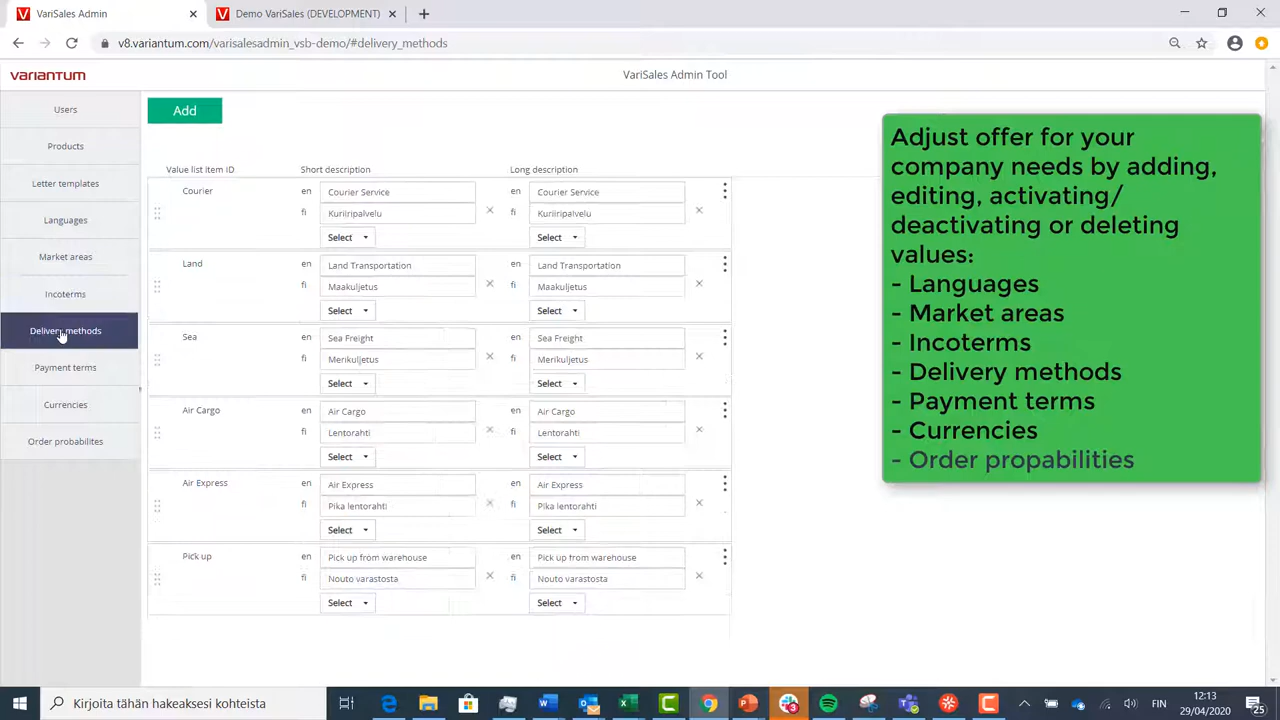 VariSales Admin
Demo VariSales (DEVELOPMENT)
v8.variantum.com/varisalesadmin_vsb-demo/#delivery_methods
VARIANTUM
VariSales Admin Tool
Users
Products
Letter templates
Languages
Market areas
Incoterms
Delivery methods
Payment terms
Currencies
Order probabilites
Add
Value list item ID Short description Long description
Courier en Courier Service en Courier Service
fi Kuriiripalvelu fi Kuriiripalvelu
Select Select
Land en Land Transportation en Land Transportation
fi Maakuljetus fi Maakuljetus
Select Select
Sea en Sea Freight en Sea Freight
fi Merikuljetus fi Merikuljetus
Select Select
Air Cargo en Air Cargo en Air Cargo
fi Lentorahti fi Lentorahti
Select Select
Air Express en Air Express en Air Express
fi Pika lentorahti fi Pika lentorahti
Select Select
Pick up en Pick up from warehouse en Pick up from warehouse
fi Nouto varastosta fi Nouto varastosta
Select Select
Adjust offer for your
company needs by adding,
editing, activating/
deactivating or deleting
values:
- Languages
- Market areas
- Incoterms
- Delivery methods
- Payment terms
- Currencies
- Order propabilities
Kirjoita tähän hakeaksesi kohteista
FIN
12:13
29/04/2020
25
3